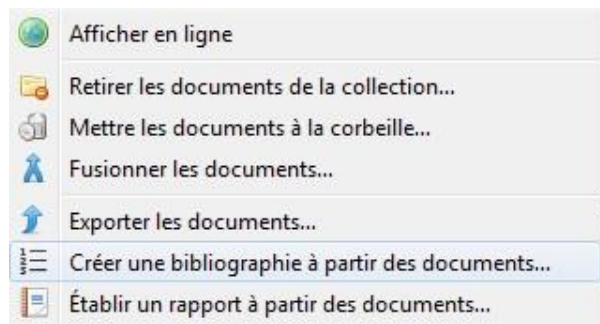 Afficher en ligne
Retirer les documents de la collection...
Mettre les documents à la corbeille...
Fusionner les documents...
Exporter les documents...
Créer une bibliographie à partir des documents...
Établir un rapport à partir des documents...